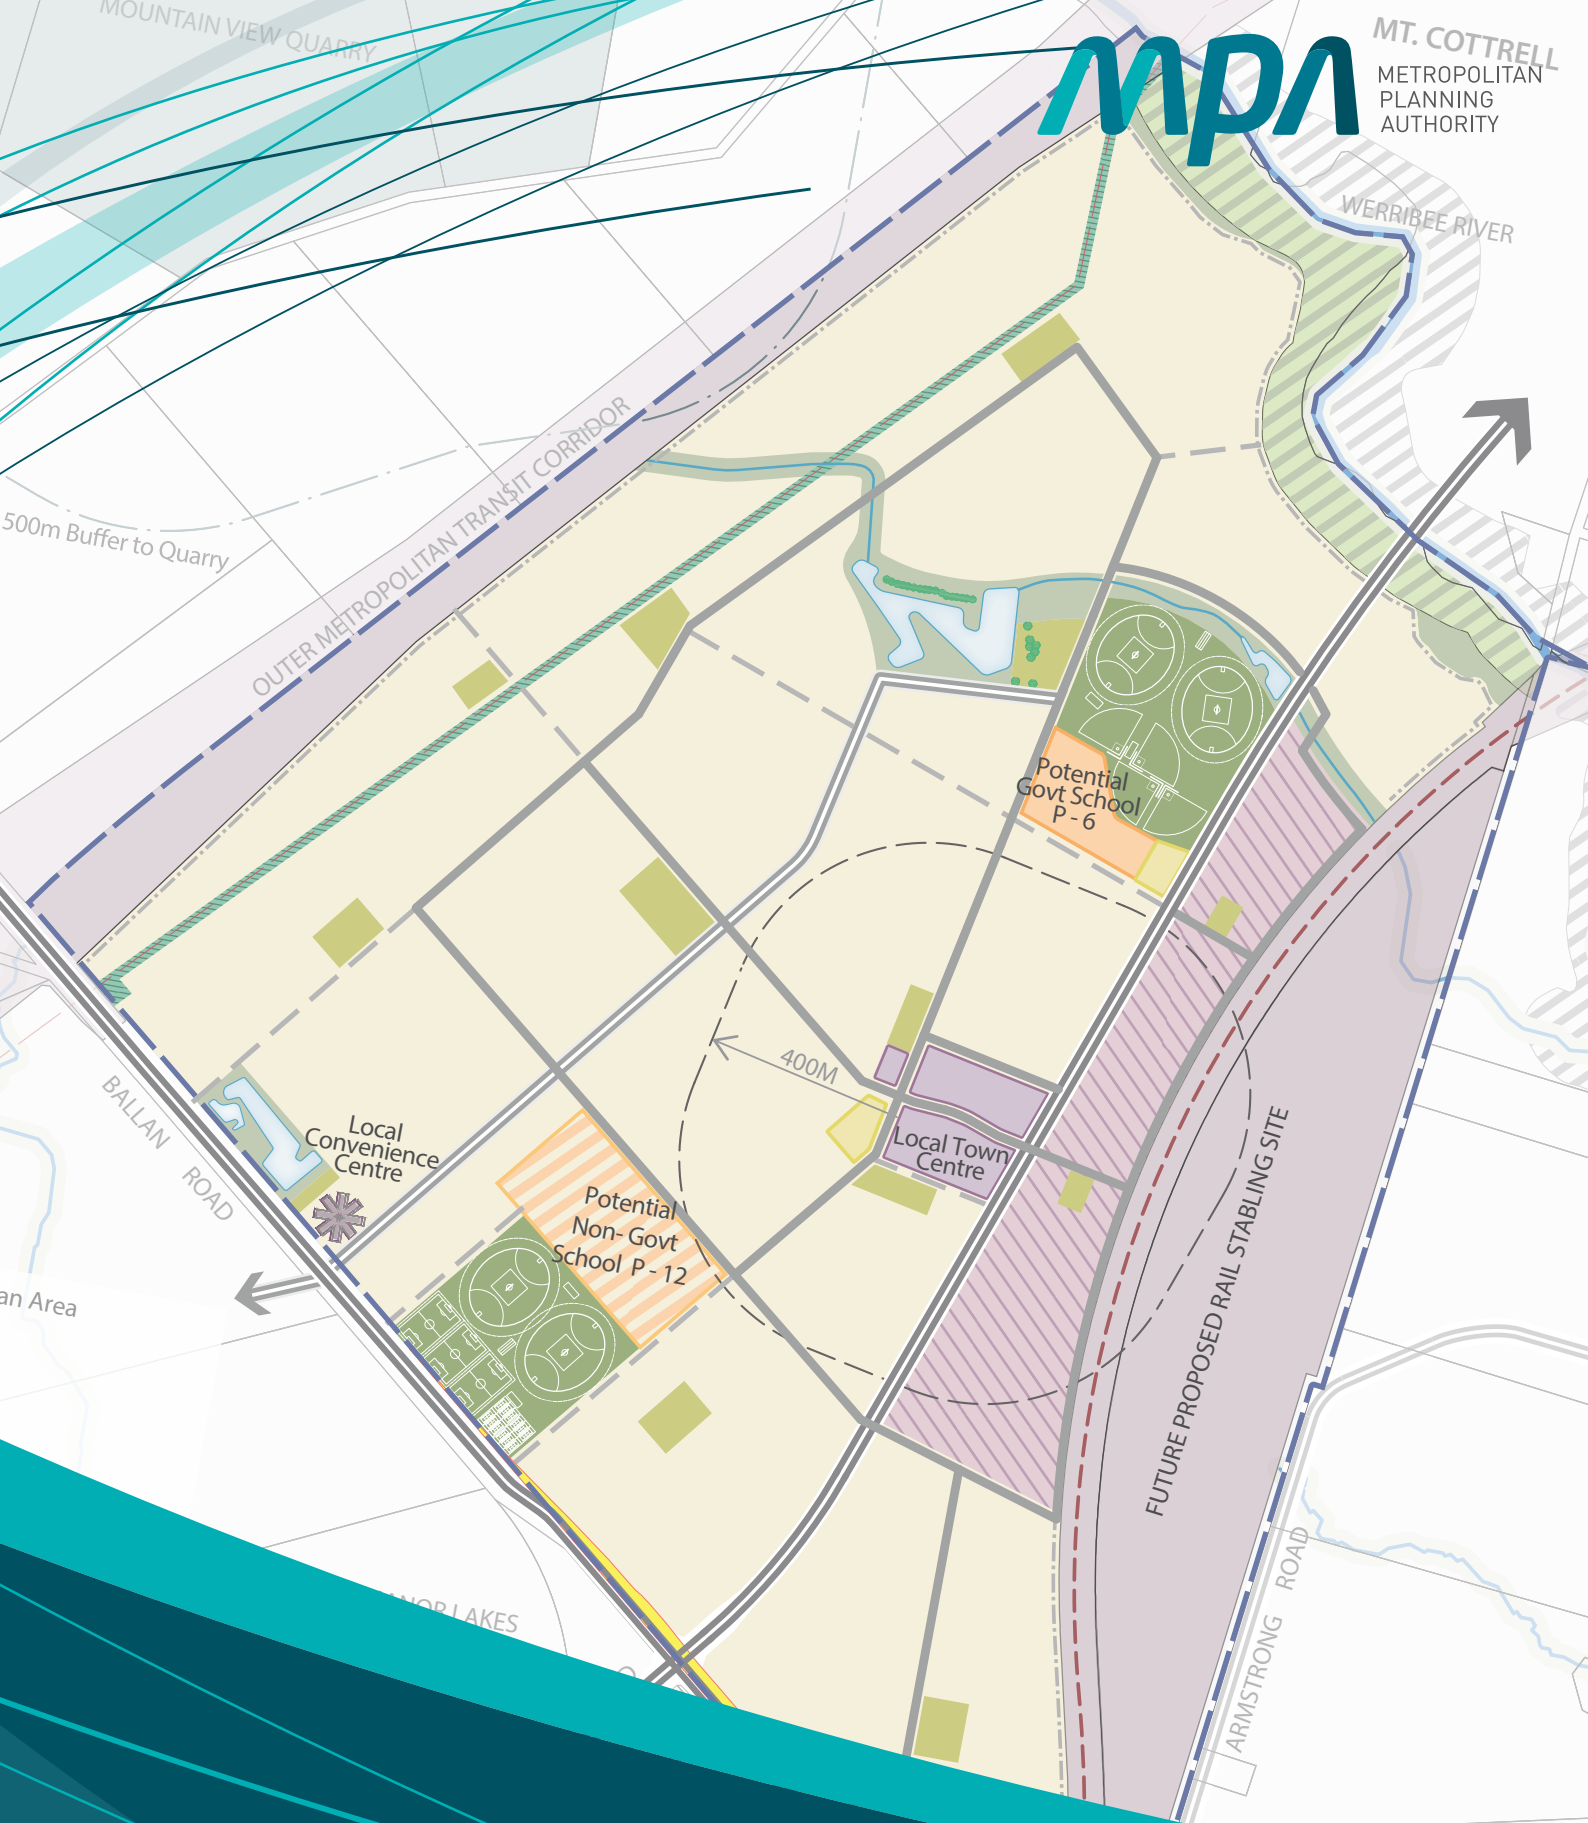 MOUNTAIN VIEW QUARRY
MT. COTTRELL
mpa
METROPOLITAN
PLANNING
AUTHORITY
WERRIBEE RIVER
OUTER METROPOLITAN TRANSIT CORRIDOR
500m Buffer to Quarry
Potential
Govt School
P - 6
400M
BALLAN ROAD
Local
Convenience
Centre
Local Town
Centre
Potential
Non- Govt
School P - 12
an Area
FUTURE PROPOSED RAIL STABLING SITE
ARMSTRONG ROAD
LAKES